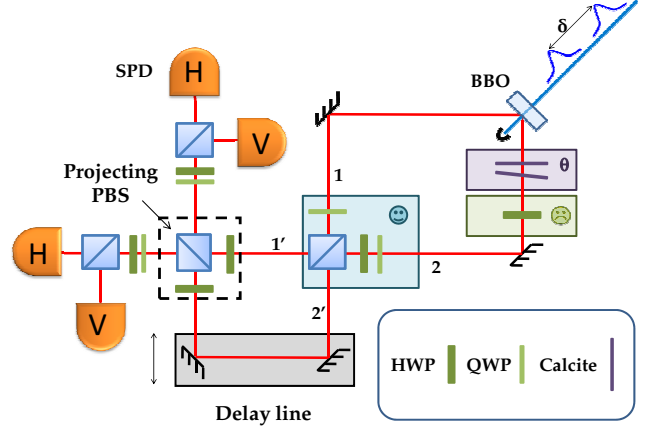 δ
SPD
H
BBO
V
θ
Projecting
PBS
1
H
1′
2
V
2′
HWP
QWP
Calcite
Delay line